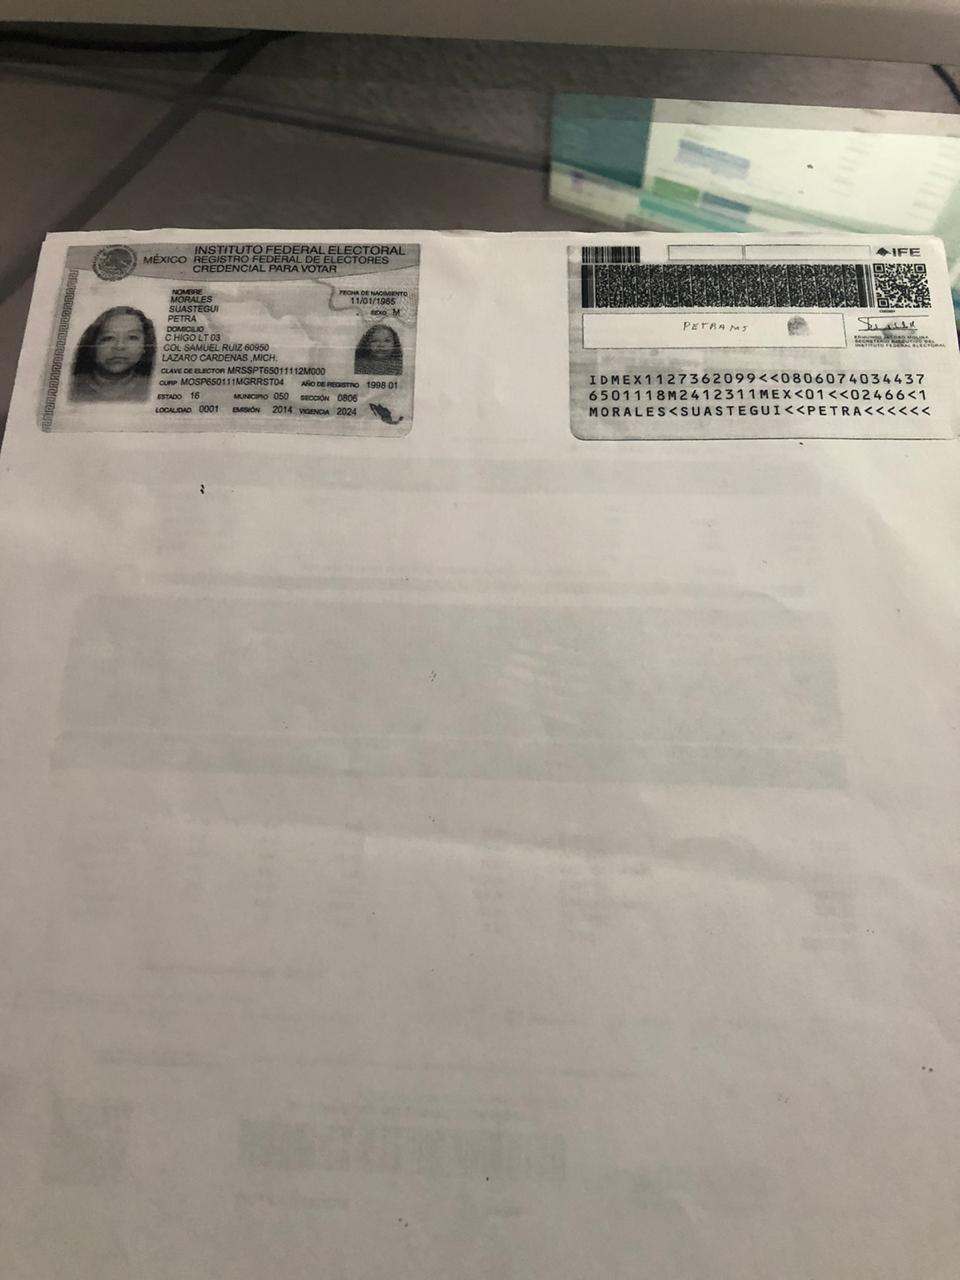 INSTITUTO FEDERAL ELECTORAL
MÉXICO REGISTRO FEDERAL DE ELECTORES
CREDENCIAL PARA VOTAR
NOMBRE
MORALES
SUASTEGUI
PETRA
FECHA DE NACIMIENTO
11/01/1965
SEXO M
DOMICILIO
C HIGO LT 03
COL SAMUEL RUIZ 60950
LAZARO CARDENAS ,MICH.
CLAVE DE ELECTOR MRSSPT65011112M000
CURP MOSP650111MGRRST04 AÑO DE REGISTRO 1998 01
ESTADO 16 MUNICIPIO 050 SECCIÓN 0806
LOCALIDAD 0001 EMISIÓN 2014 VIGENCIA 2024
IFE
PETRA MS
EDMUNDO JACOBO MOLINA
SECRETARIO EJECUTIVO DEL
INSTITUTO FEDERAL ELECTORAL
IDMEX1127362099<<0806074034437
6501118M2412311MEX<01<<02466<1
MORALES<SUASTEGUI<<PETRA<<<<<<